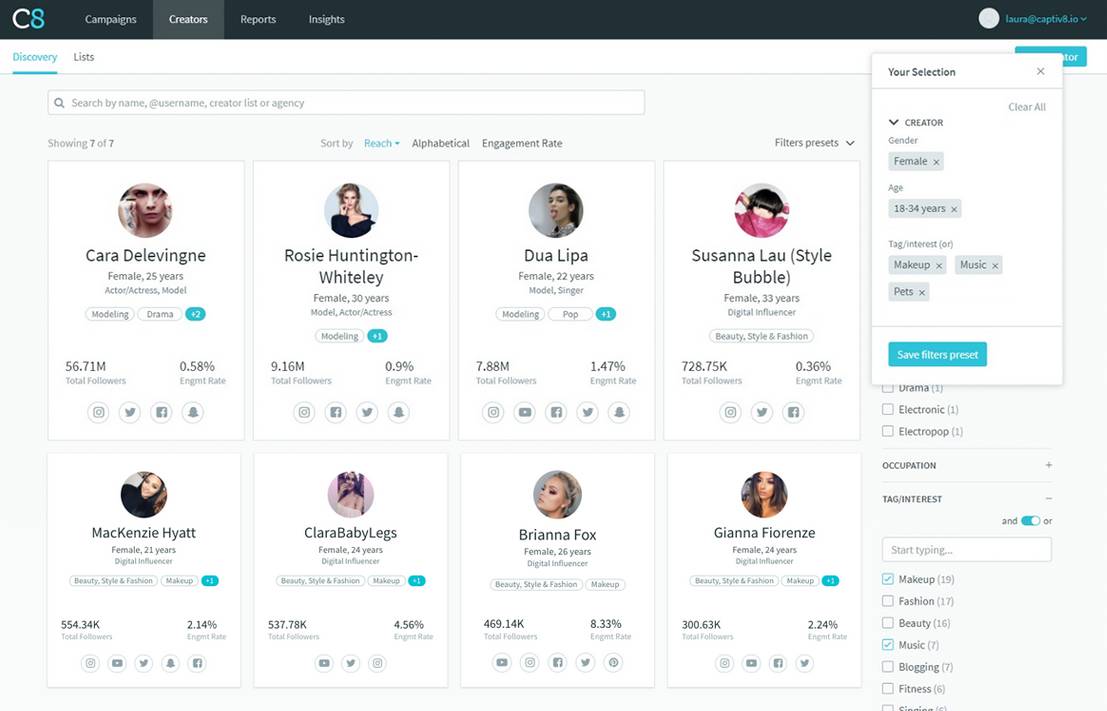 C8 Campaigns Creators Reports Insights laura@captiv8.io
Discovery Lists
Search by name, @username, creator list or agency
Showing 7 of 7 Sort by Reach Alphabetical Engagement Rate Filters presets
Cara Delevingne
Female, 25 years
Actor/Actress, Model
Modeling Drama +2
56.71M 0.58%
Total Followers Engmt Rate
Rosie Huntington-
Whiteley
Female, 30 years
Model, Actor/Actress
Modeling +1
9.16M 0.9%
Total Followers Engmt Rate
Dua Lipa
Female, 22 years
Model, Singer
Modeling Pop +1
7.88M 1.47%
Total Followers Engmt Rate
Susanna Lau (Style
Bubble)
Female, 33 years
Digital Influencer
Beauty, Style & Fashion
728.75K 0.36%
Total Followers Engmt Rate
MacKenzie Hyatt
Female, 21 years
Digital Influencer
Beauty, Style & Fashion Makeup +1
554.34K 2.14%
Total Followers Engmt Rate
ClaraBabyLegs
Female, 24 years
Digital Influencer
Beauty, Style & Fashion Makeup +1
537.78K 4.56%
Total Followers Engmt Rate
Brianna Fox
Female, 26 years
Digital Influencer
Beauty, Style & Fashion Makeup
469.14K 8.33%
Total Followers Engmt Rate
Gianna Fiorenze
Female, 24 years
Digital Influencer
Beauty, Style & Fashion Makeup +1
300.63K 2.24%
Total Followers Engmt Rate
Your Selection
Clear All
CREATOR
Gender
Female
Age
18-34 years
Tag/interest (or)
Makeup Music
Pets
Save filters preset
Drama (1)
Electronic (1)
Electropop (1)
OCCUPATION
TAG/INTEREST
and or
Start typing...
Makeup (19)
Fashion (17)
Beauty (16)
Music (7)
Blogging (7)
Fitness (6)
Singing (6)